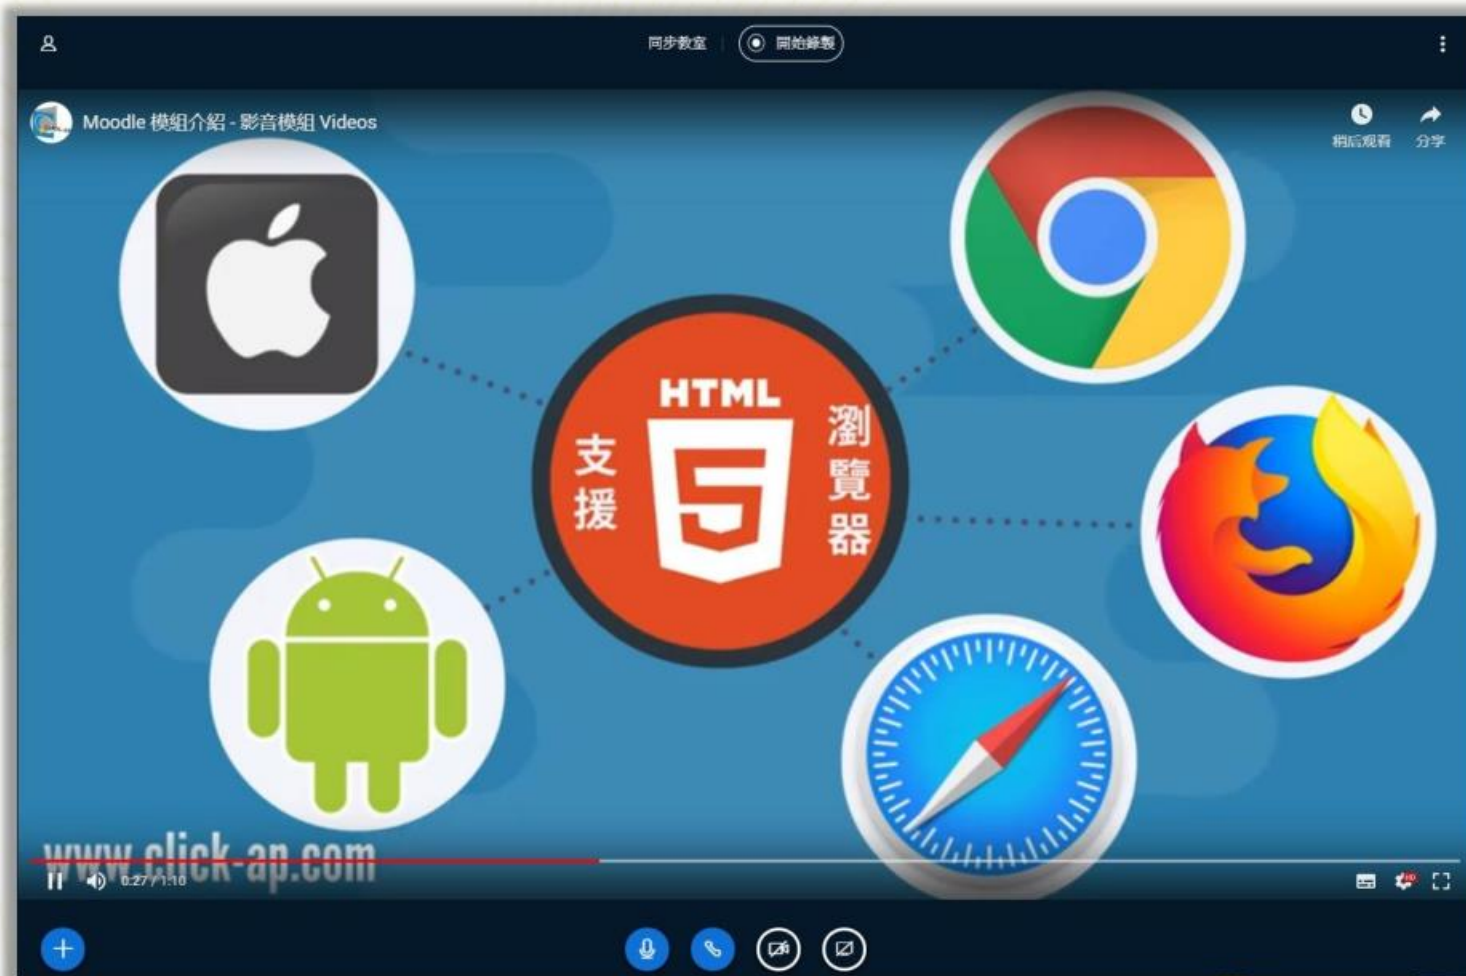 同步教室
開始錄製
Moodle 模組介紹 - 影音模組 Videos
稍后观看
分享
HTML
支援
瀏覽器
www.click-ap.com
0:27 / 1:10
HD